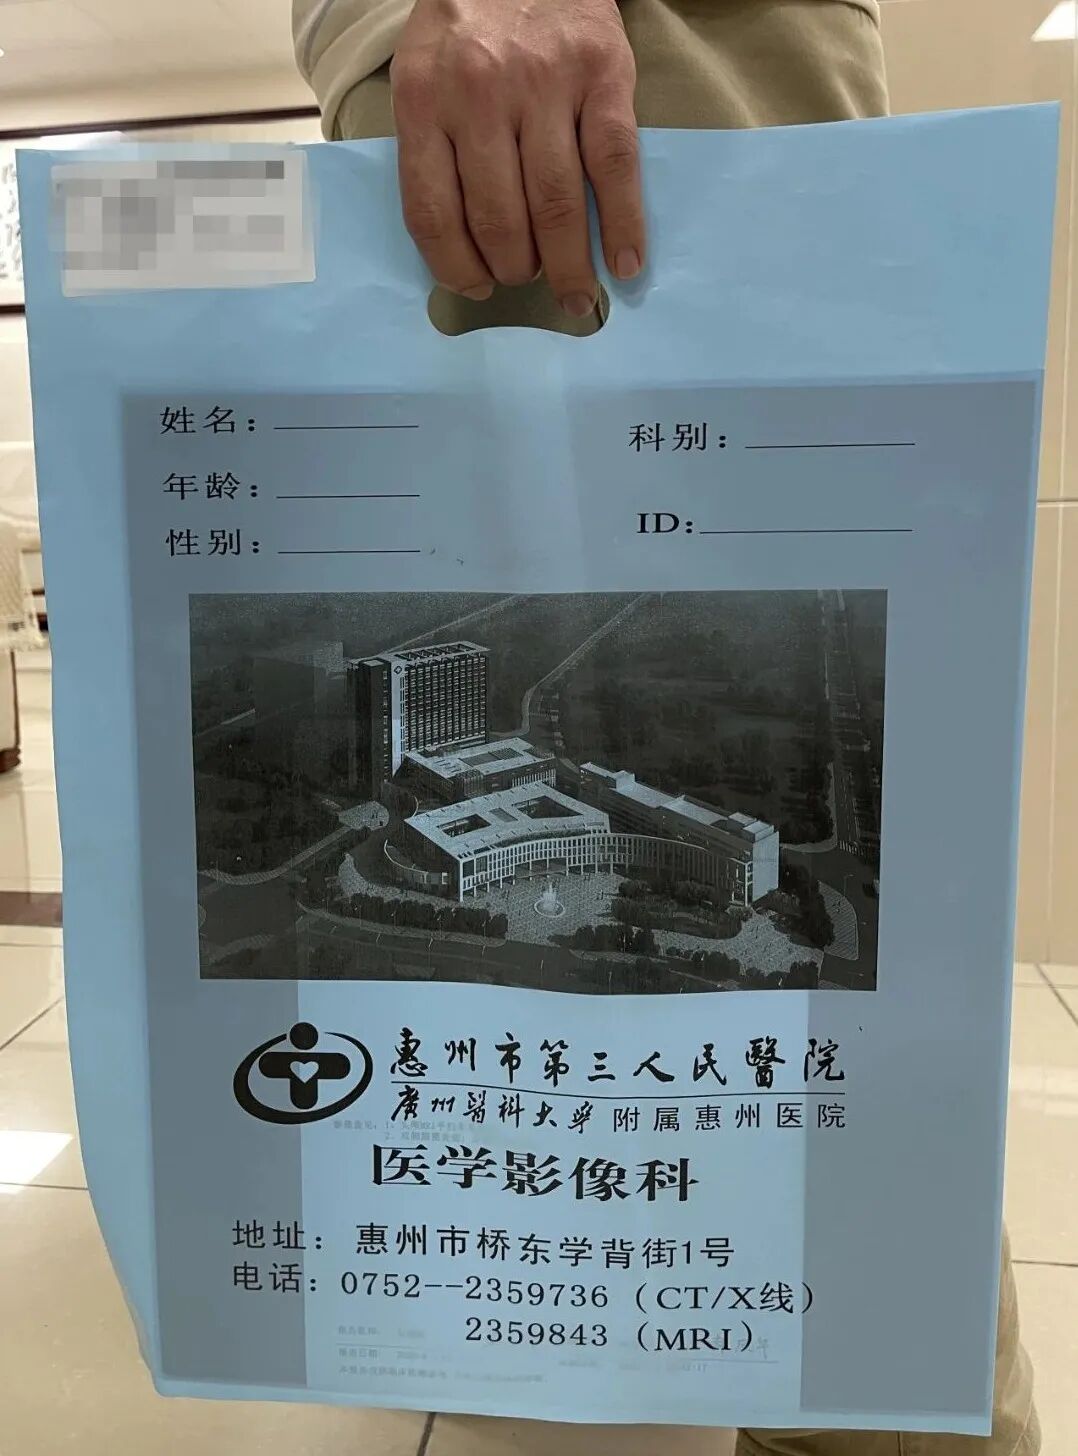 姓名：
科别：
年龄：
ID：
性别：
惠州市第三人民醫院
廣州醫科大學 附属惠州医院
医学影像科
地址：惠州市桥东学背街1号
电话：0752--2359736（CT/X线）
2359843（MRI）